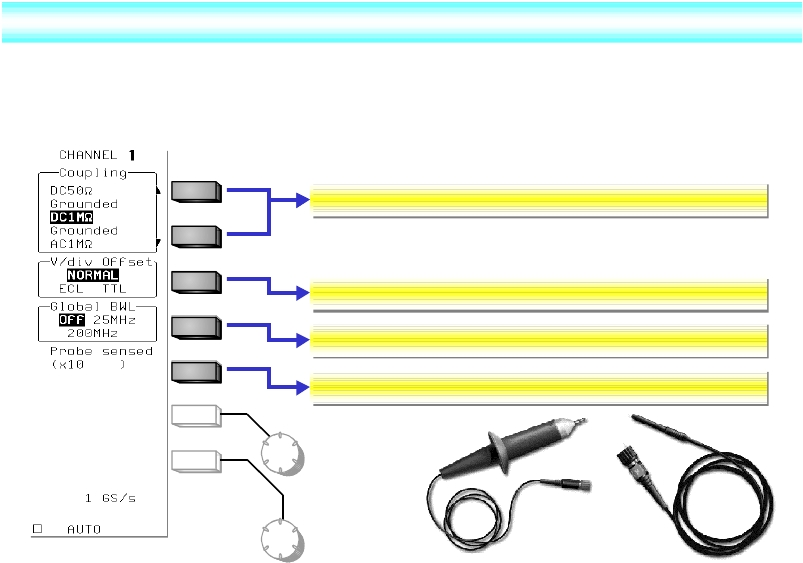 CHANNEL 1
Coupling
DC50Ω
Grounded
DC1MΩ
Grounded
AC1MΩ
V/div Offset
NORMAL
ECL TTL
Global BWL
Off 25MHz
200MHz
Probe sensed
(x10 )
1 GS/s
AUTO